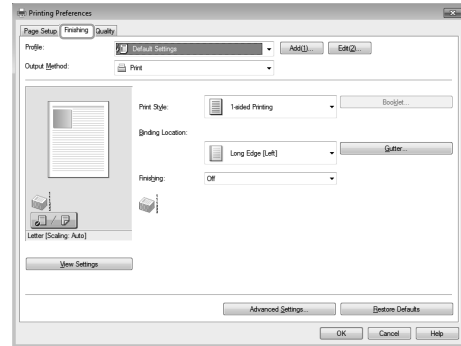 Printing Preferences
Page Setup Finishing Quality
Profile: Default Settings Add(1)... Edit(2)...
Output Method: Print
Print Style: 1-sided Printing Booklet...
Binding Location:
Long Edge [Left] Gutter...
Finishing: Off
Letter [Scaling: Auto]
View Settings
Advanced Settings... Restore Defaults
OK Cancel Help